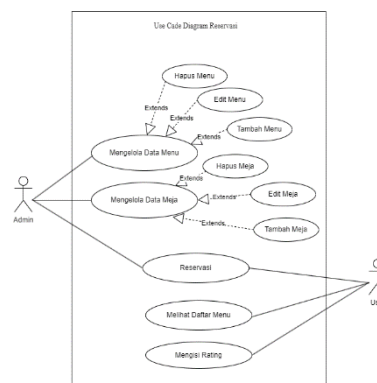 Use Cade Diagram Reservasi
Hapus Menu
Extends
Edit Menu
Extends
Tambah Menu
Extends
Mengelola Data Menu
Hapus Meja
Extends
Mengelola Data Meja
Edit Meja
Extends
Extends
Tambah Meja
Admin
Reservasi
Melihat Daftar Menu
Us
Mengisi Rating